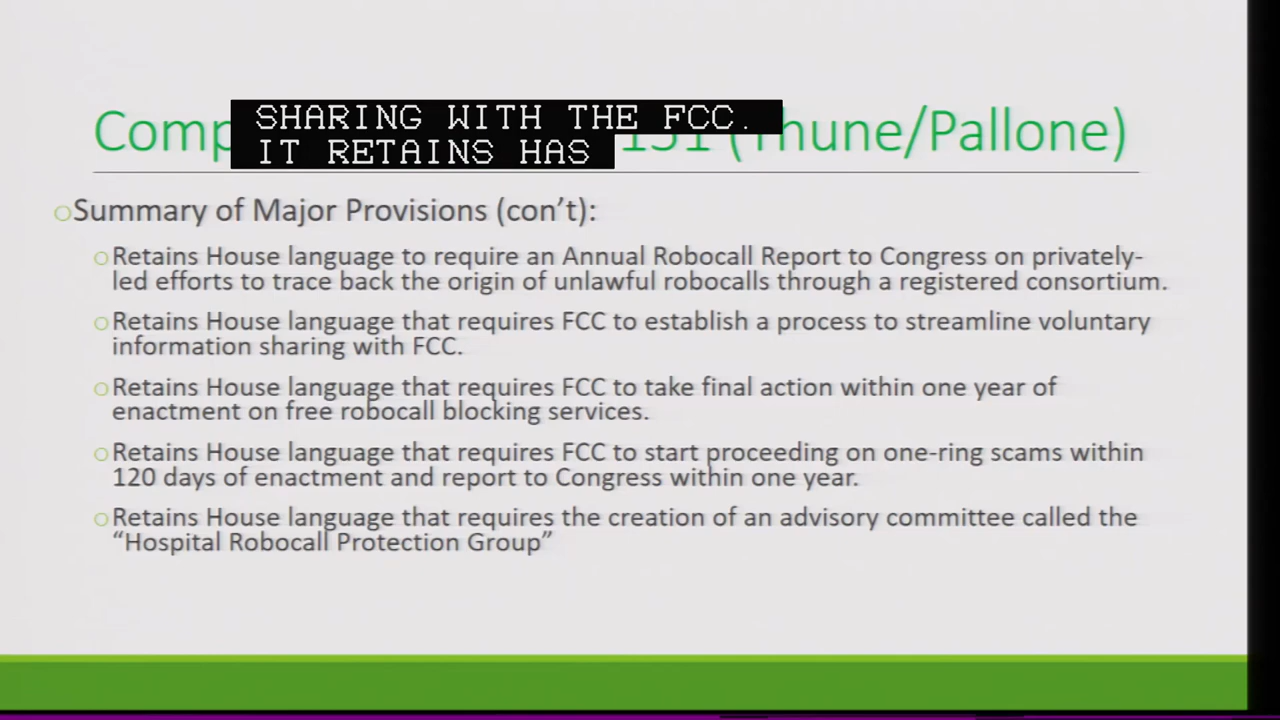 SHARING WITH THE FCC.
IT RETAINS HAS
Comp 151 (Thune/Pallone)
Summary of Major Provisions (con't):
Retains House language to require an Annual Robocall Report to Congress on privately-
led efforts to trace back the origin of unlawful robocalls through a registered consortium.
Retains House language that requires FCC to establish a process to streamline voluntary
information sharing with FCC.
Retains House language that requires FCC to take final action within one year of
enactment on free robocall blocking services.
Retains House language that requires FCC to start proceeding on one-ring scams within
120 days of enactment and report to Congress within one year.
Retains House language that requires the creation of an advisory committee called the
“Hospital Robocall Protection Group”